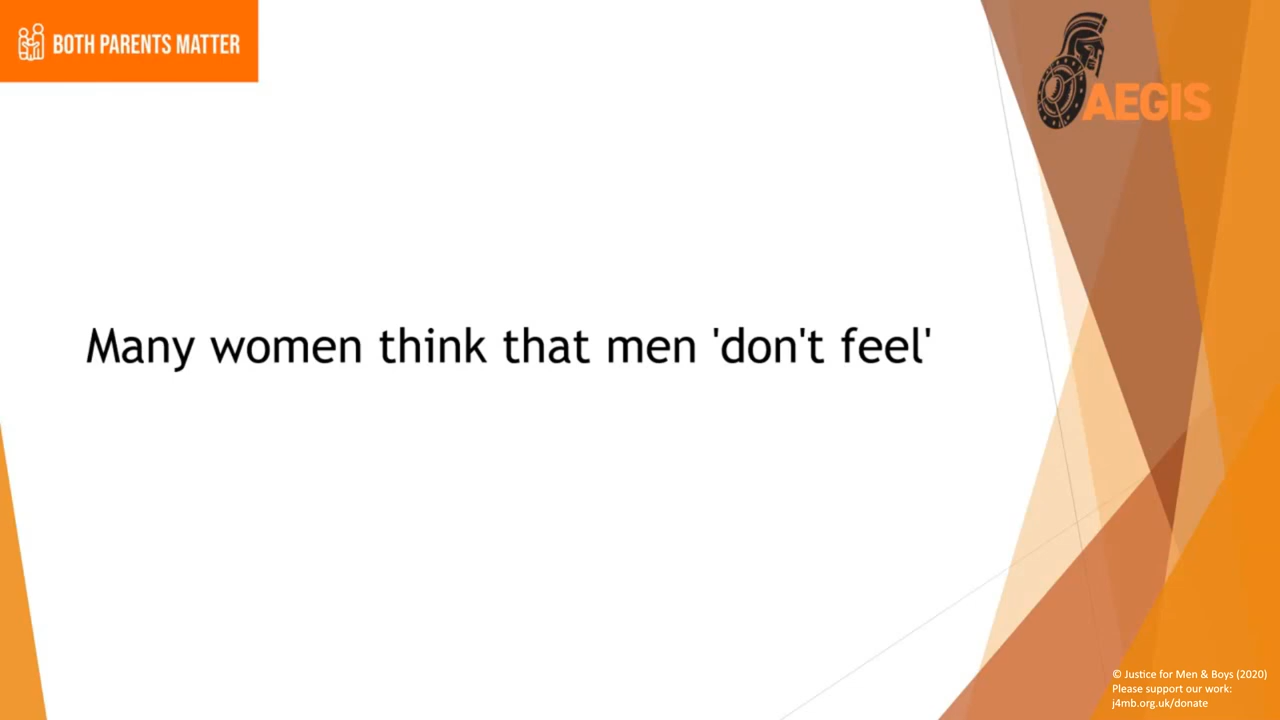 BOTH PARENTS MATTER
AEGIS
Many women think that men 'don't feel'
© Justice for Men & Boys (2020)
Please support our work:
j4mb.org.uk/donate